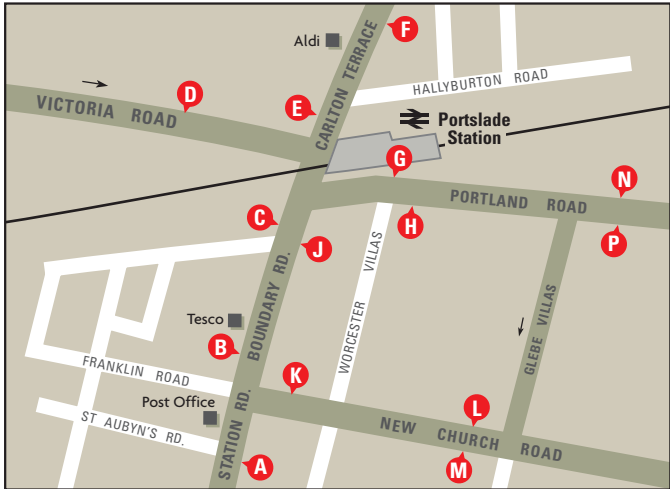 F
Aldi
CARLTON TERRACE
HALLYBURTON ROAD
D
E
VICTORIA ROAD
Portslade
Station
G
N
PORTLAND ROAD
C
H
P
J
BOUNDARY RD.
WORCESTER VILLAS
GLEBE VILLAS
Tesco
B
FRANKLIN ROAD
K
Post Office
L
ST AUBYN'S RD.
NEW CHURCH ROAD
STATION RD.
A
M